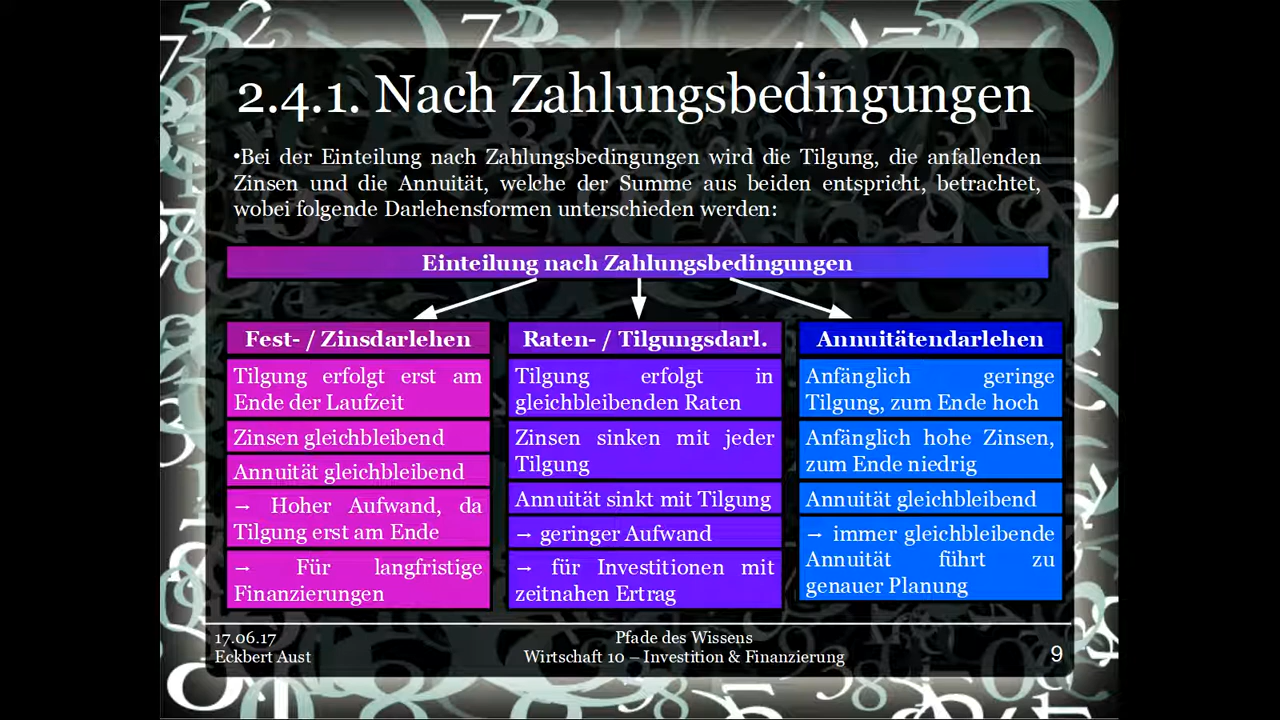 2.4.1. Nach Zahlungsbedingungen
•Bei der Einteilung nach Zahlungsbedingungen wird die Tilgung, die anfallenden
Zinsen und die Annuität, welche der Summe aus beiden entspricht, betrachtet,
wobei folgende Darlehensformen unterschieden werden:
Einteilung nach Zahlungsbedingungen
Fest- / Zinsdarlehen
Tilgung erfolgt erst am
Ende der Laufzeit
Zinsen gleichbleibend
Annuität gleichbleibend
→ Hoher Aufwand, da
Tilgung erst am Ende
→ Für langfristige
Finanzierungen
Raten- / Tilgungsdarl.
Tilgung erfolgt in
gleichbleibenden Raten
Zinsen sinken mit jeder
Tilgung
Annuität sinkt mit Tilgung
→ geringer Aufwand
→ für Investitionen mit
zeitnahen Ertrag
Annuitätendarlehen
Anfänglich geringe
Tilgung, zum Ende hoch
Anfänglich hohe Zinsen,
zum Ende niedrig
Annuität gleichbleibend
→ immer gleichbleibende
Annuität führt zu
genauer Planung
17.06.17
Eckbert Aust
Pfade des Wissens
Wirtschaft 10 – Investition & Finanzierung
9